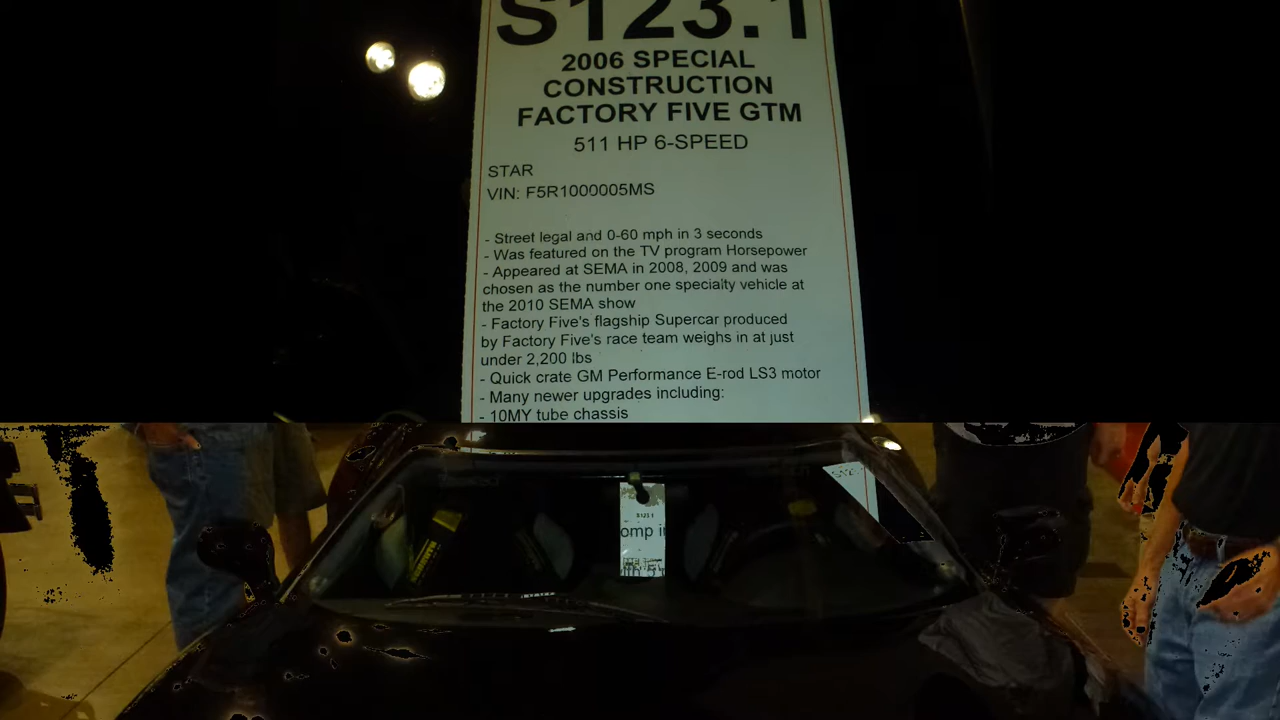 S123.1
2006 SPECIAL
CONSTRUCTION
FACTORY FIVE GTM
511 HP 6-SPEED
STAR
VIN: F5R1000005MS
- Street legal and 0-60 mph in 3 seconds
- Was featured on the TV program Horsepower
- Appeared at SEMA in 2008, 2009 and was
chosen as the number one specialty vehicle at
the 2010 SEMA show
- Factory Five's flagship Supercar produced
by Factory Five's race team weighs in at just
under 2,200 lbs
- Quick crate GM Performance E-rod LS3 motor
- Many newer upgrades including:
- 10MY tube chassis
S123.1
omp i